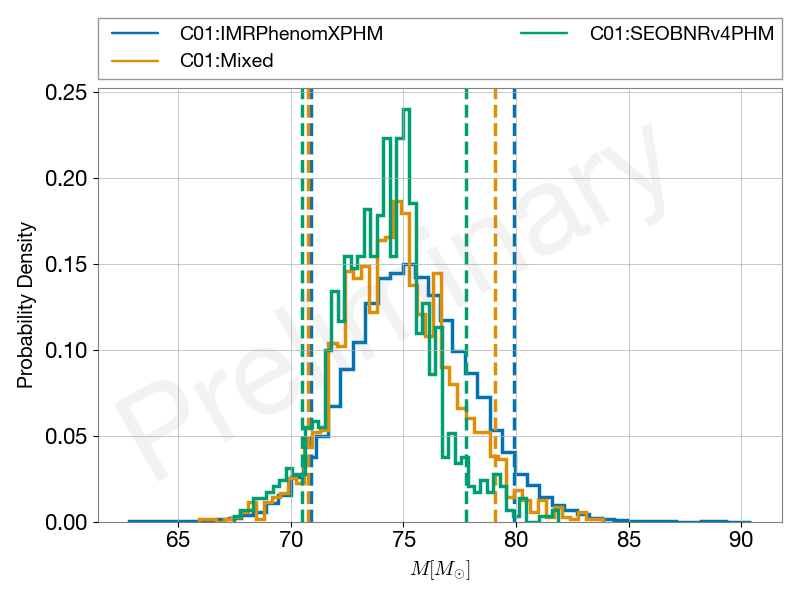 C01:IMRPhenomXPHM
C01:Mixed
C01:SEOBNRv4PHM
0.25
0.20
0.15
0.10
0.05
0.00
Probability Density
Preliminary
65 70 75 80 85 90
M[M⊙]